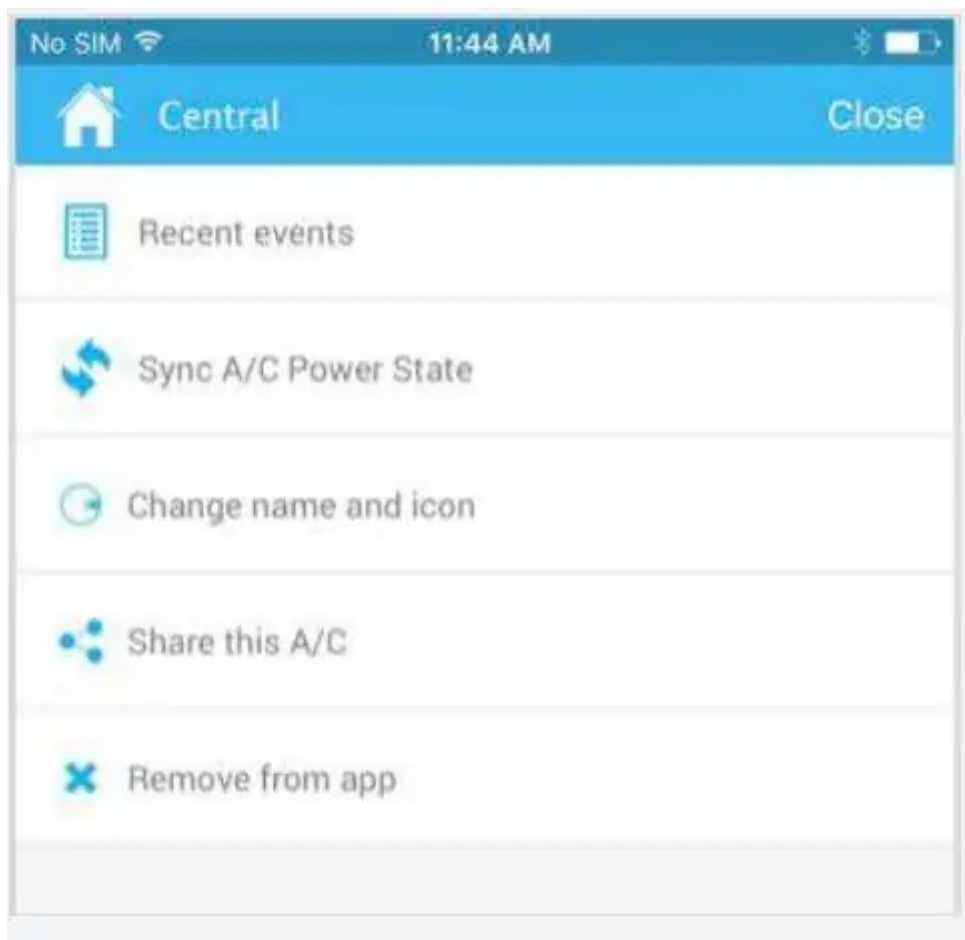 No SIM 11:44 AM
Central Close
Recent events
Sync A/C Power State
Change name and icon
Share this A/C
Remove from app